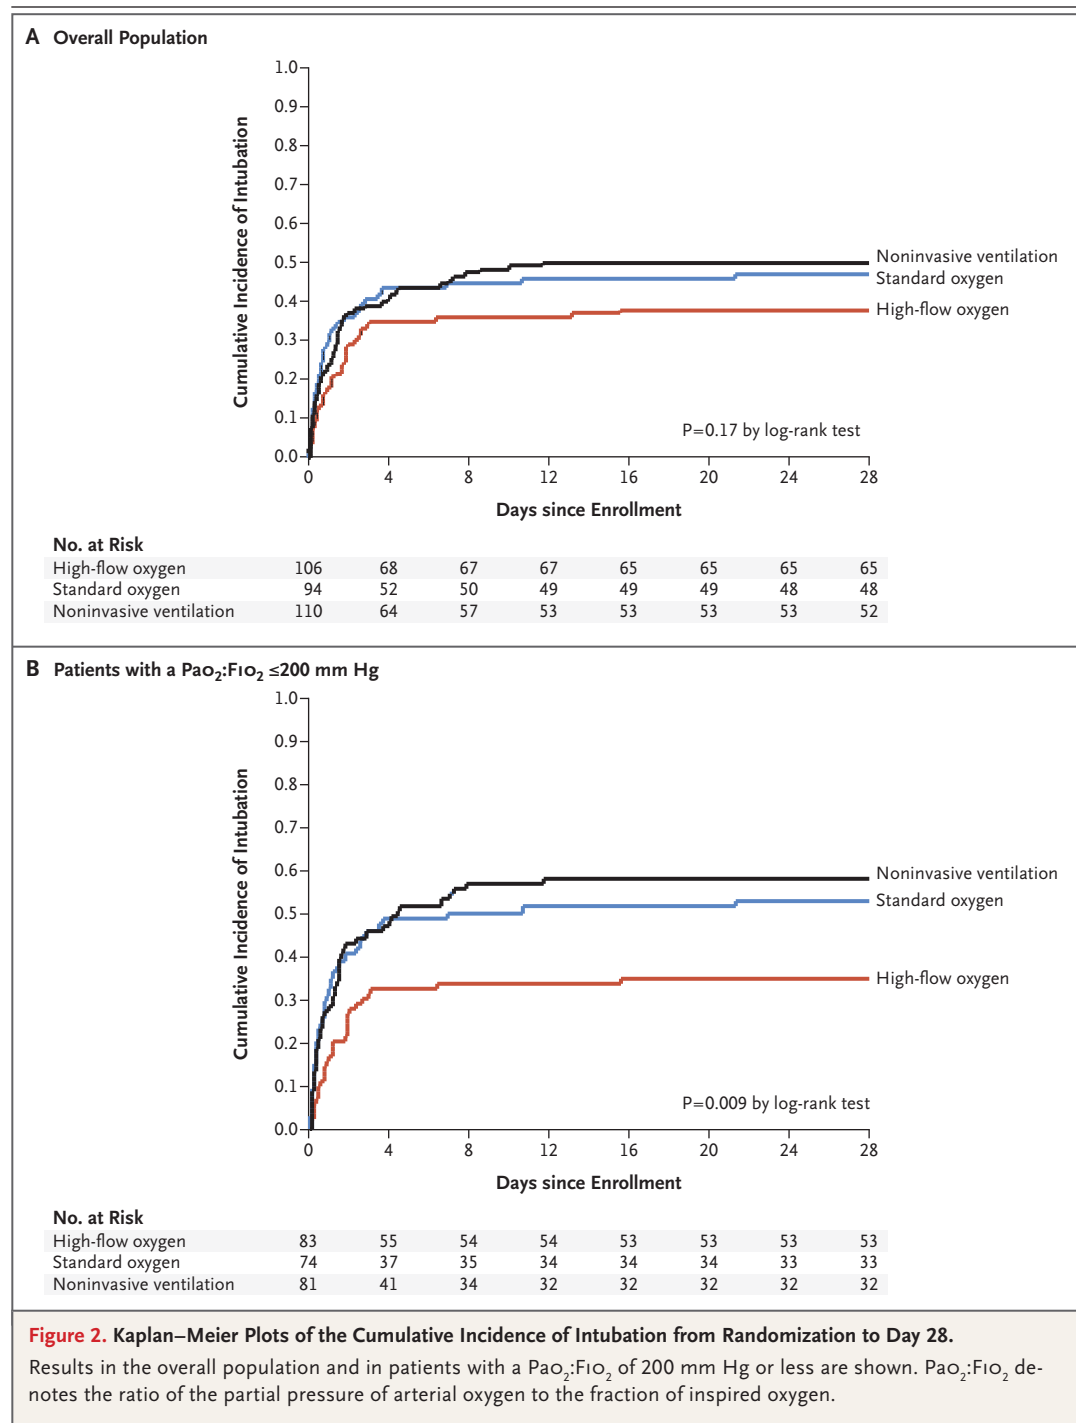 A Overall Population
1.0
0.9
0.8
0.7
0.6
0.5
0.4
0.3
0.2
0.1
0.0
Cumulative Incidence of Intubation
Noninvasive ventilation
Standard oxygen
High-flow oxygen
P=0.17 by log-rank test
0 4 8 12 16 20 24 28
Days since Enrollment
No. at Risk
High-flow oxygen 106 68 67 67 65 65 65 65
Standard oxygen 94 52 50 49 49 49 48 48
Noninvasive ventilation 110 64 57 53 53 53 53 52
B Patients with a PaO₂:FiO₂ ≤200 mm Hg
1.0
0.9
0.8
0.7
0.6
0.5
0.4
0.3
0.2
0.1
0.0
Cumulative Incidence of Intubation
Noninvasive ventilation
Standard oxygen
High-flow oxygen
P=0.009 by log-rank test
0 4 8 12 16 20 24 28
Days since Enrollment
No. at Risk
High-flow oxygen 83 55 54 54 53 53 53 53
Standard oxygen 74 37 35 34 34 34 33 33
Noninvasive ventilation 81 41 34 32 32 32 32 32
Figure 2. Kaplan–Meier Plots of the Cumulative Incidence of Intubation from Randomization to Day 28.
Results in the overall population and in patients with a PaO₂:FiO₂ of 200 mm Hg or less are shown. PaO₂:FiO₂ de-
notes the ratio of the partial pressure of arterial oxygen to the fraction of inspired oxygen.